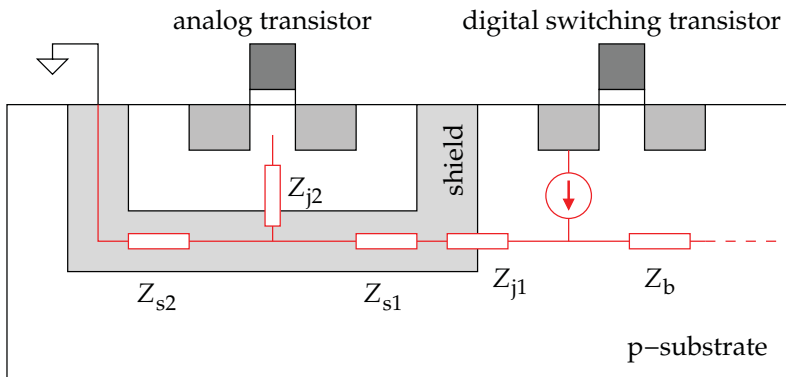 analog transistor
digital switching transistor
shield
Zj2
Zs2
Zs1
Zj1
Zb
p−substrate